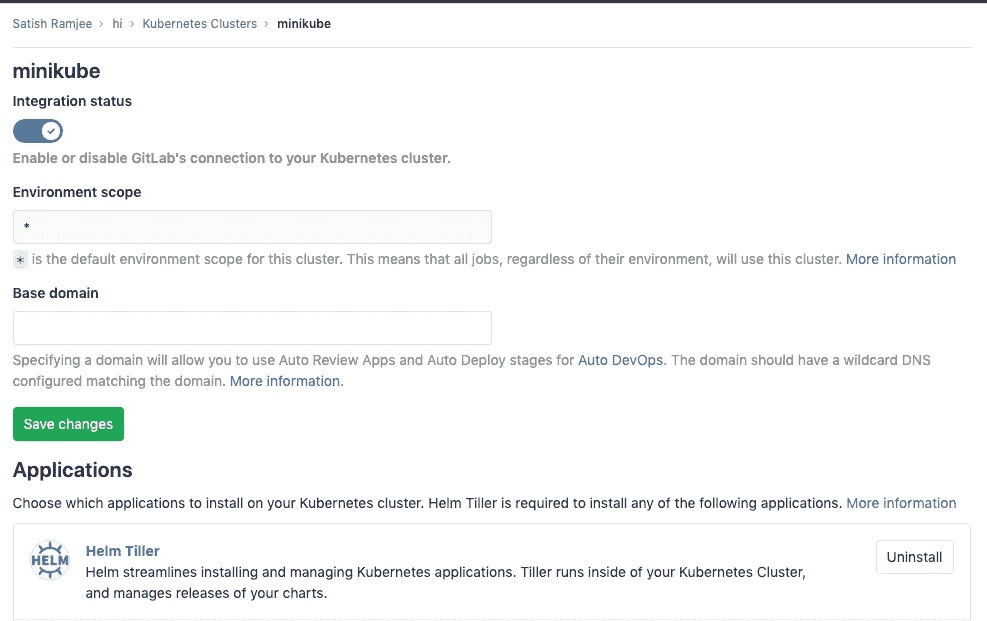 Satish Ramjee › hi › Kubernetes Clusters › minikube
minikube
Integration status
Enable or disable GitLab's connection to your Kubernetes cluster.
Environment scope
*
* is the default environment scope for this cluster. This means that all jobs, regardless of their environment, will use this cluster. More information
Base domain
Specifying a domain will allow you to use Auto Review Apps and Auto Deploy stages for Auto DevOps. The domain should have a wildcard DNS
configured matching the domain. More information.
Save changes
Applications
Choose which applications to install on your Kubernetes cluster. Helm Tiller is required to install any of the following applications. More information
HELM
Helm Tiller
Uninstall
Helm streamlines installing and managing Kubernetes applications. Tiller runs inside of your Kubernetes Cluster,
and manages releases of your charts.